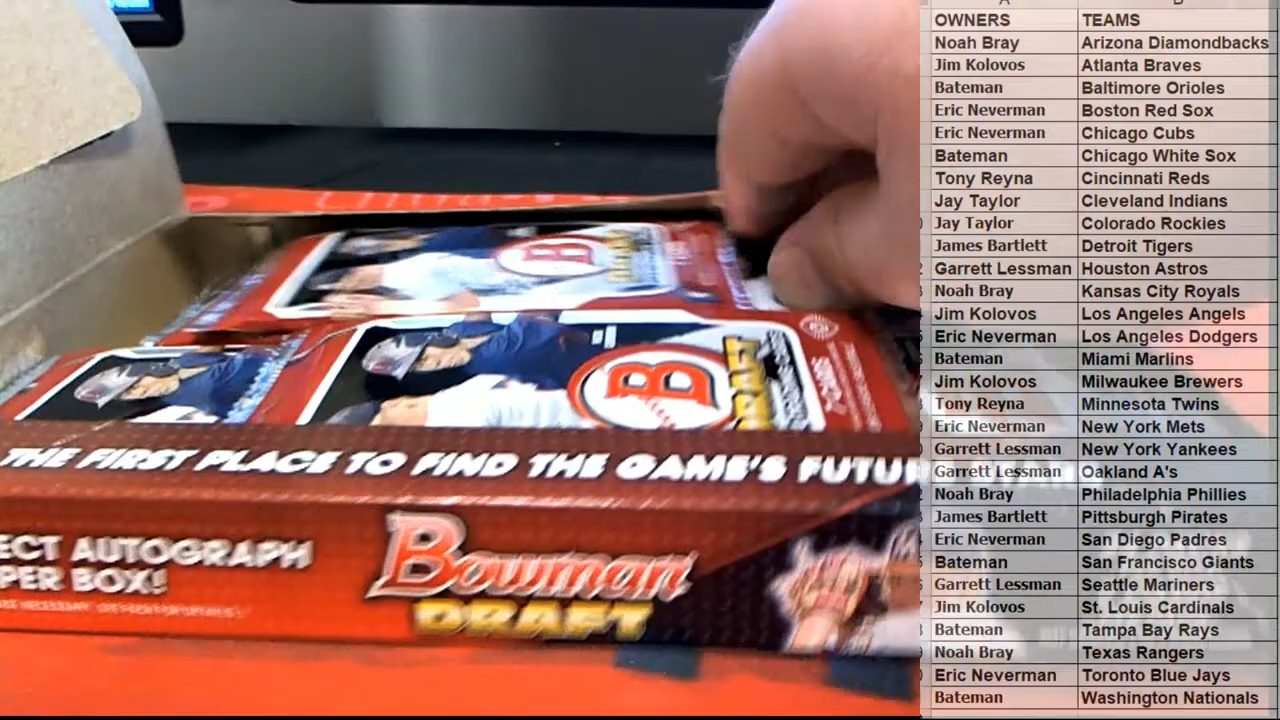 OWNERS TEAMS
Noah Bray Arizona Diamondbacks
Jim Kolovos Atlanta Braves
Bateman Baltimore Orioles
Eric Neverman Boston Red Sox
Eric Neverman Chicago Cubs
Bateman Chicago White Sox
Tony Reyna Cincinnati Reds
Jay Taylor Cleveland Indians
Jay Taylor Colorado Rockies
James Bartlett Detroit Tigers
Garrett Lessman Houston Astros
Noah Bray Kansas City Royals
Jim Kolovos Los Angeles Angels
Eric Neverman Los Angeles Dodgers
Bateman Miami Marlins
Jim Kolovos Milwaukee Brewers
Tony Reyna Minnesota Twins
Eric Neverman New York Mets
Garrett Lessman New York Yankees
Garrett Lessman Oakland A's
Noah Bray Philadelphia Phillies
James Bartlett Pittsburgh Pirates
Eric Neverman San Diego Padres
Bateman San Francisco Giants
Garrett Lessman Seattle Mariners
Jim Kolovos St. Louis Cardinals
Bateman Tampa Bay Rays
Noah Bray Texas Rangers
Eric Neverman Toronto Blue Jays
Bateman Washington Nationals
B DRAFT
B DRAFT
THE FIRST PLACE TO FIND THE GAME'S FUTUR
ECT AUTOGRAPH
PER BOX!
Bowman
DRAFT